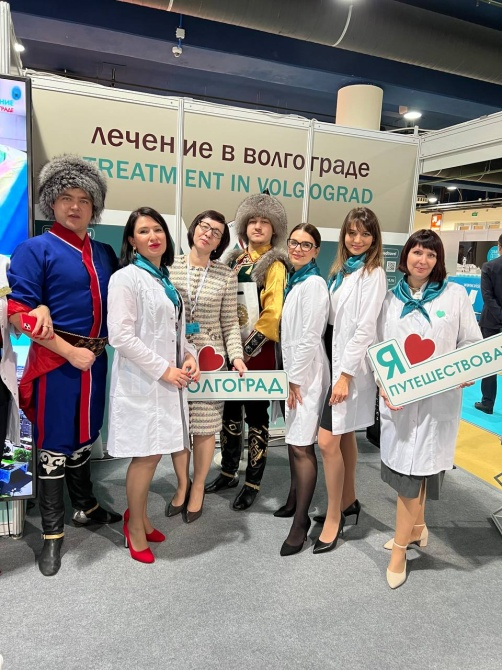 лечение в волгограде
TREATMENT IN VOLGOGRAD
ОЛГОГРАД
Я
ПУТЕШЕСТВОВА